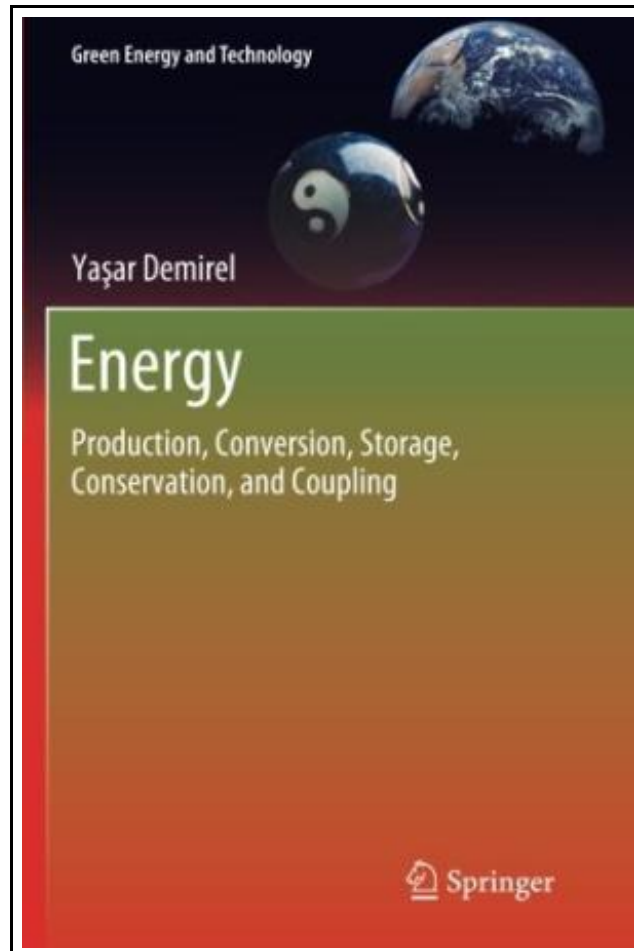 Green Energy and Technology
Yaşar Demirel
Energy
Production, Conversion, Storage,
Conservation, and Coupling
Springer